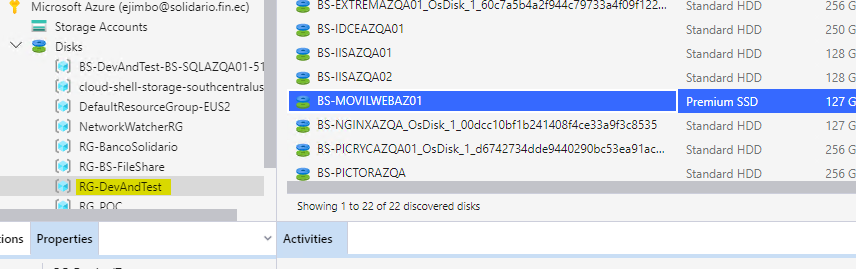 Microsoft Azure (ejimbo@solidario.fin.ec)
Storage Accounts
Disks
BS-DevAndTest-BS-SQLAZQA01-51
cloud-shell-storage-southcentralus
DefaultResourceGroup-EUS2
NetworkWatcherRG
RG-BancoSolidario
RG-BS-FileShare
RG-DevAndTest
RG_POC
BS-EXTREMAZQA01_OsDisk_1_60c7a5b4a2f944c79733a4f09f122... Standard HDD 256 G
BS-IDCEAZQA01 Standard HDD 250 G
BS-IISAZQA01 Standard HDD 128 G
BS-IISAZQA02 Standard HDD 128 G
BS-MOVILWEBAZ01 Premium SSD 127 G
BS-NGINXAZQA_OsDisk_1_00dcc10bf1b241408f4ce33a9f3c8535 Standard HDD 127 G
BS-PICRYCAZQA01_OsDisk_1_d6742734dde9440290bc53ea91ac... Standard HDD 256 G
BS-PICTORAZQA Standard HDD 256 G
Showing 1 to 22 of 22 discovered disks
tions Properties
Activities